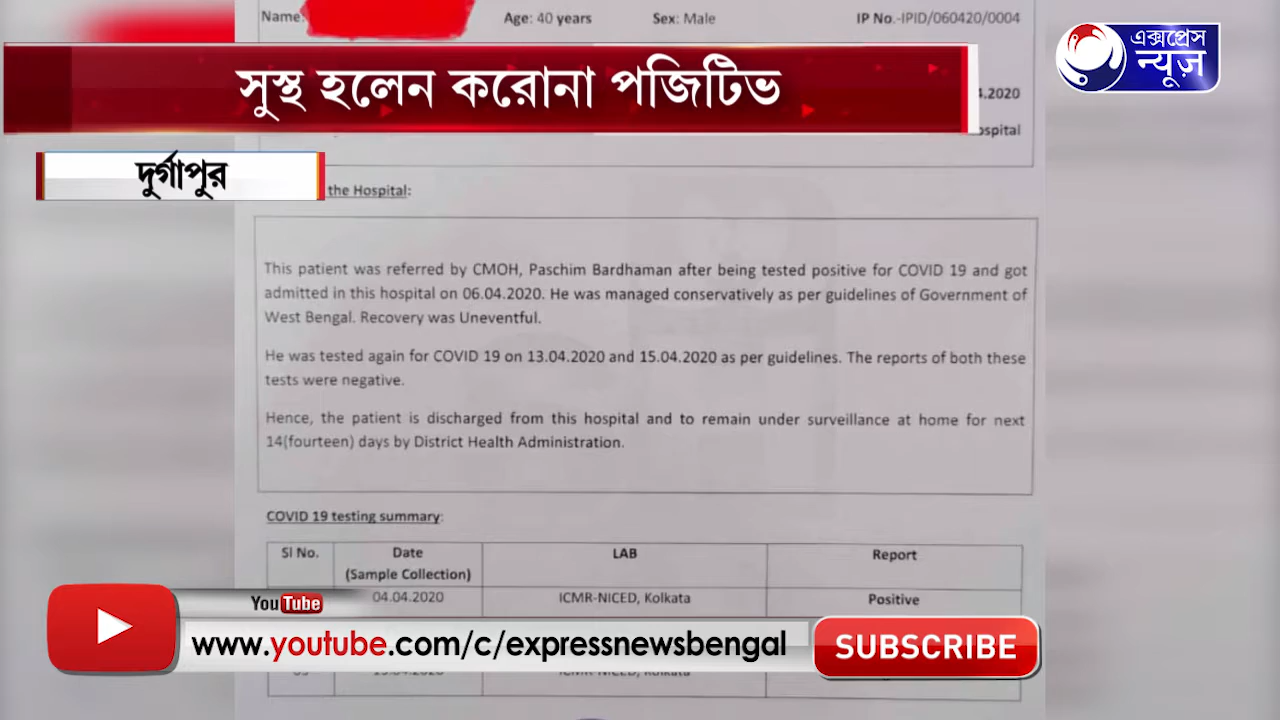 Name:
Age: 40 years
Sex: Male
IP No.-IPID/060420/0004
এক্সপ্রেস
ন্যূজ
সুস্থ হলেন করোনা পজিটিভ
.2020
দুর্গাপুর
the Hospital:
This patient was referred by CMOH, Paschim Bardhaman after being tested positive for COVID 19 and got
admitted in this hospital on 06.04.2020. He was managed conservatively as per guidelines of Government of
West Bengal. Recovery was Uneventful.
He was tested again for COVID 19 on 13.04.2020 and 15.04.2020 as per guidelines. The reports of both these
tests were negative.
Hence, the patient is discharged from this hospital and to remain under surveillance at home for next
14(fourteen) days by District Health Administration.
COVID 19 testing summary:
Sl No.
Date
(Sample Collection)
LAB
Report
04.04.2020
ICMR-NICED, Kolkata
Positive
YouTube
www.youtube.com/c/expressnewsbengal
SUBSCRIBE